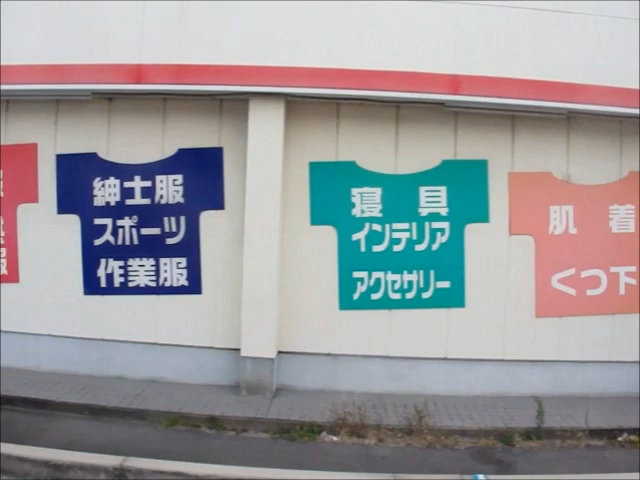 紳士服
スポーツ
作業服
寝具
インテリア
アクセサリー
肌着
くつ下